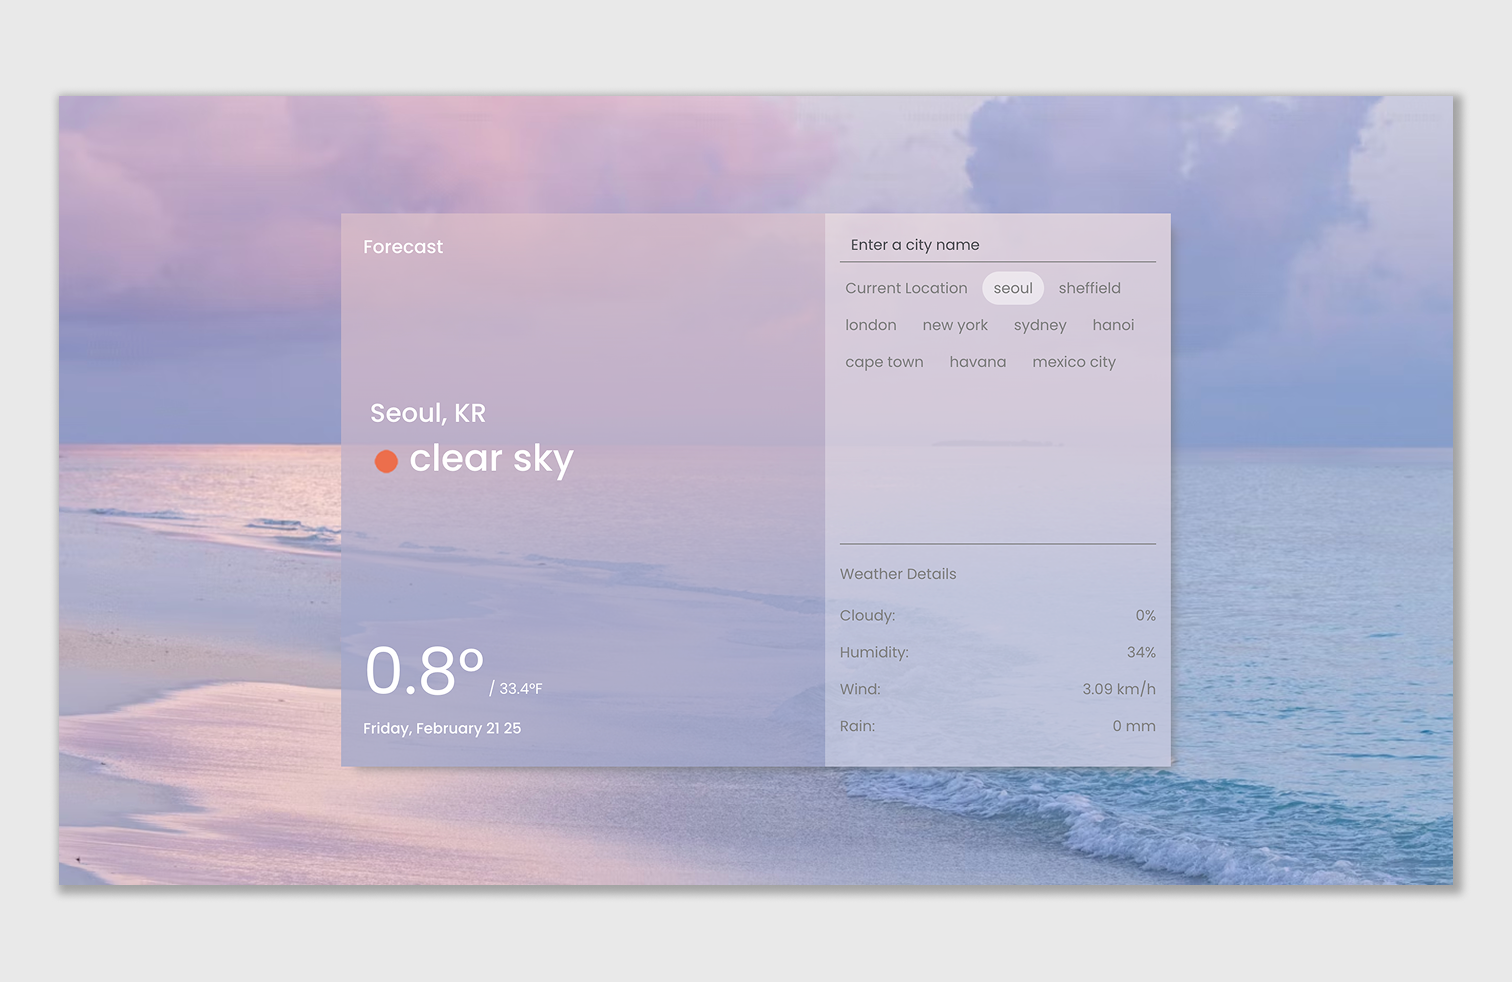 Forecast
Seoul, KR
clear sky
0.8º / 33.4ºF
Friday, February 21 25
Enter a city name
Current Location seoul sheffield
london new york sydney hanoi
cape town havana mexico city
Weather Details
Cloudy: 0%
Humidity: 34%
Wind: 3.09 km/h
Rain: 0 mm